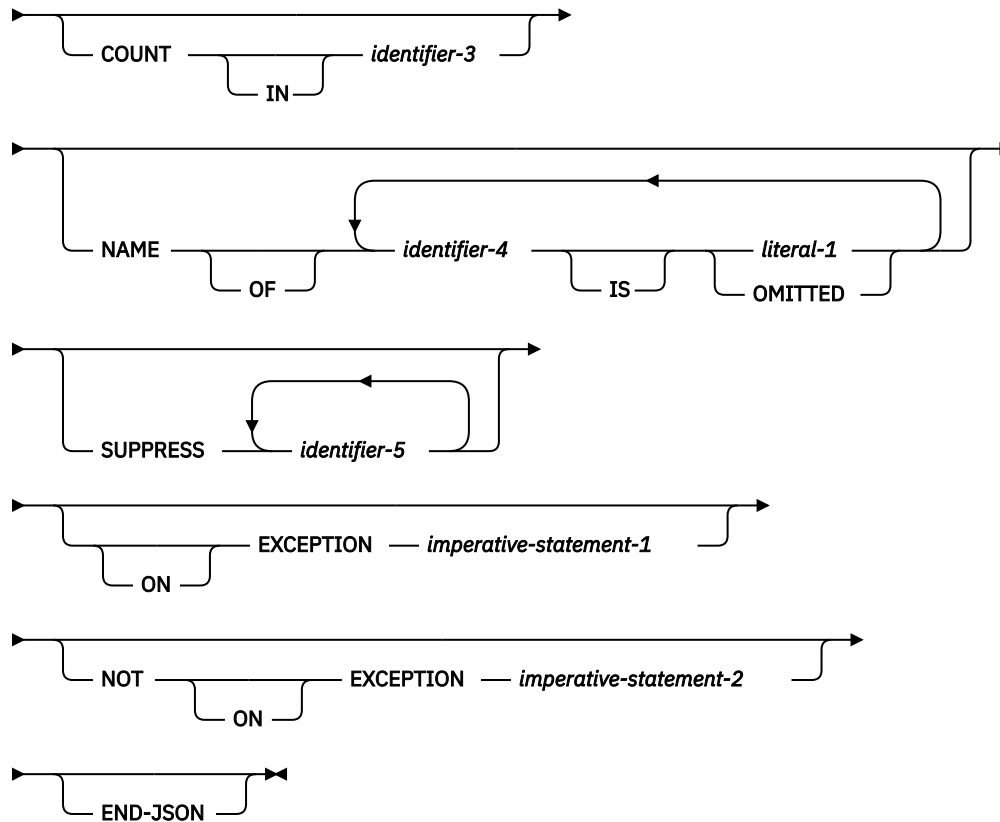 COUNT identifier-3
IN
NAME identifier-4 literal-1
OF IS OMITTED
SUPPRESS identifier-5
EXCEPTION imperative-statement-1
ON
NOT EXCEPTION imperative-statement-2
ON
END-JSON